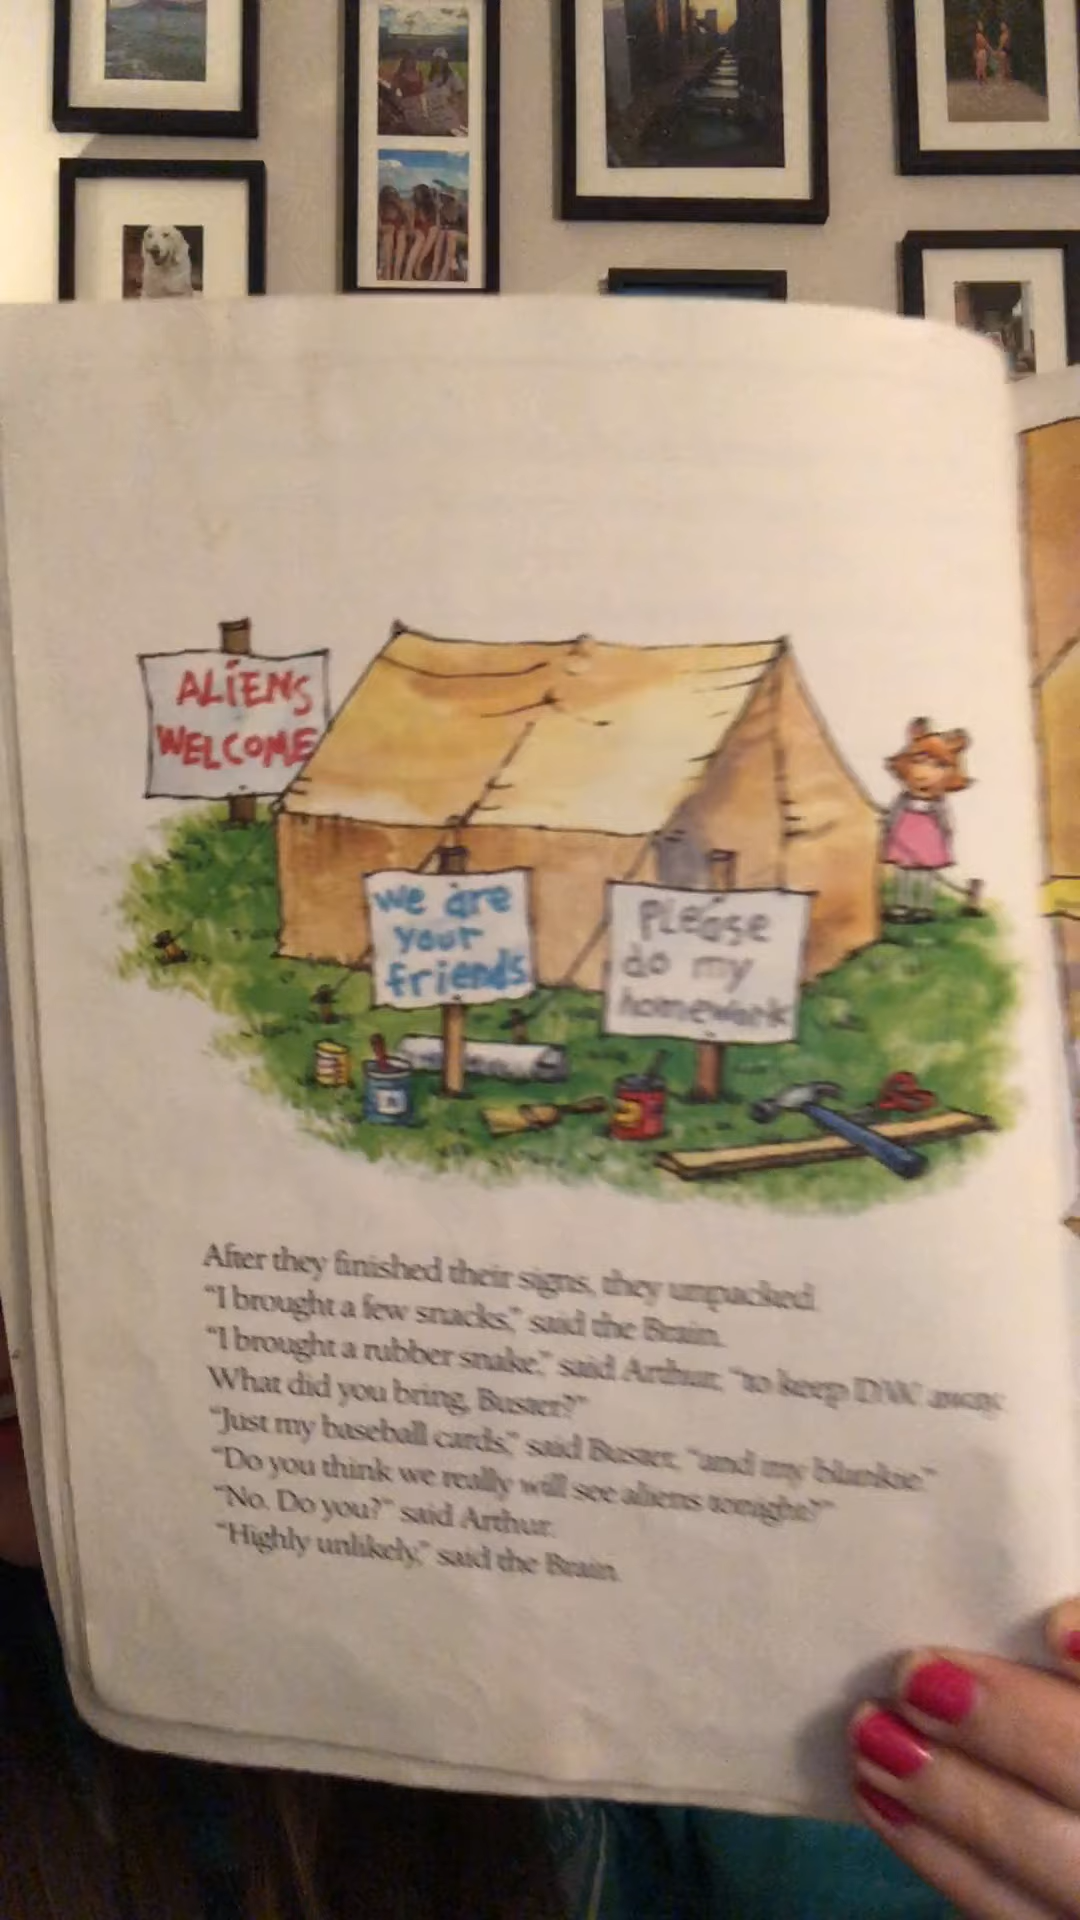 ALiENS
WELCOME
we are
your
friends
Please
do my
homework
After they finished their signs, they unpacked.
“I brought a few snacks,” said the Brain.
“I brought a rubber snake,” said Arthur, “to keep D.W. away.
What did you bring, Buster?”
“Just my baseball cards,” said Buster, “and my blankie.”
“Do you think we really will see aliens tonight?”
“No. Do you?” said Arthur.
“Highly unlikely,” said the Brain.